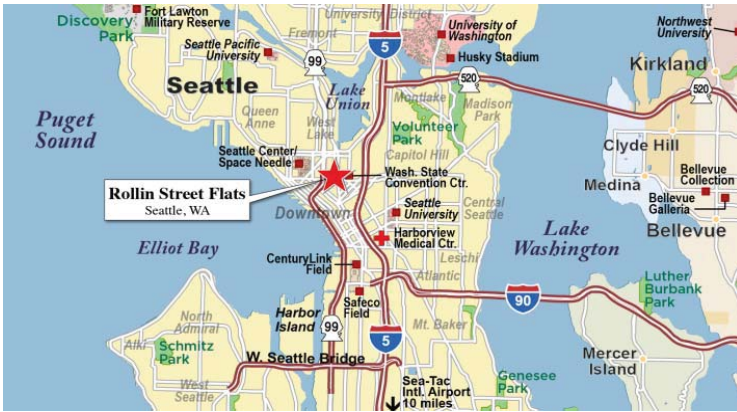 Discovery
Park
Fort Lawton
Military Reserve
University District
University of
Washington
Northwest
University
Fremont
99
5
Husky Stadium
Seattle Pacific
University
Kirkland
520
520
Seattle
Lake
Union
Montlake
Madison
Park
Queen
Anne
West
Lake
Puget
Sound
Volunteer
Park
Clyde Hill
Seattle Center/
Space Needle
Capitol Hill
Bellevue
Collection
Wash. State
Convention Ctr.
Medina
Bellevue
Galleria
Rollin Street Flats
Seattle, WA
Downtown
Seattle
University
Central
Seattle
Bellevue
Harborview
Medical Ctr.
Lake
Washington
Elliot Bay
Leschi
CenturyLink
Field
Atlantic
Luther
Burbank
Park
Safeco
Field
90
Harbor
Island
99
North
Admiral
Mt. Baker
Alki
Schmitz
Park
5
W. Seattle Bridge
Mercer
Island
West
Seattle
Sea-Tac
Intl. Airport
10 miles
Genesee
Park